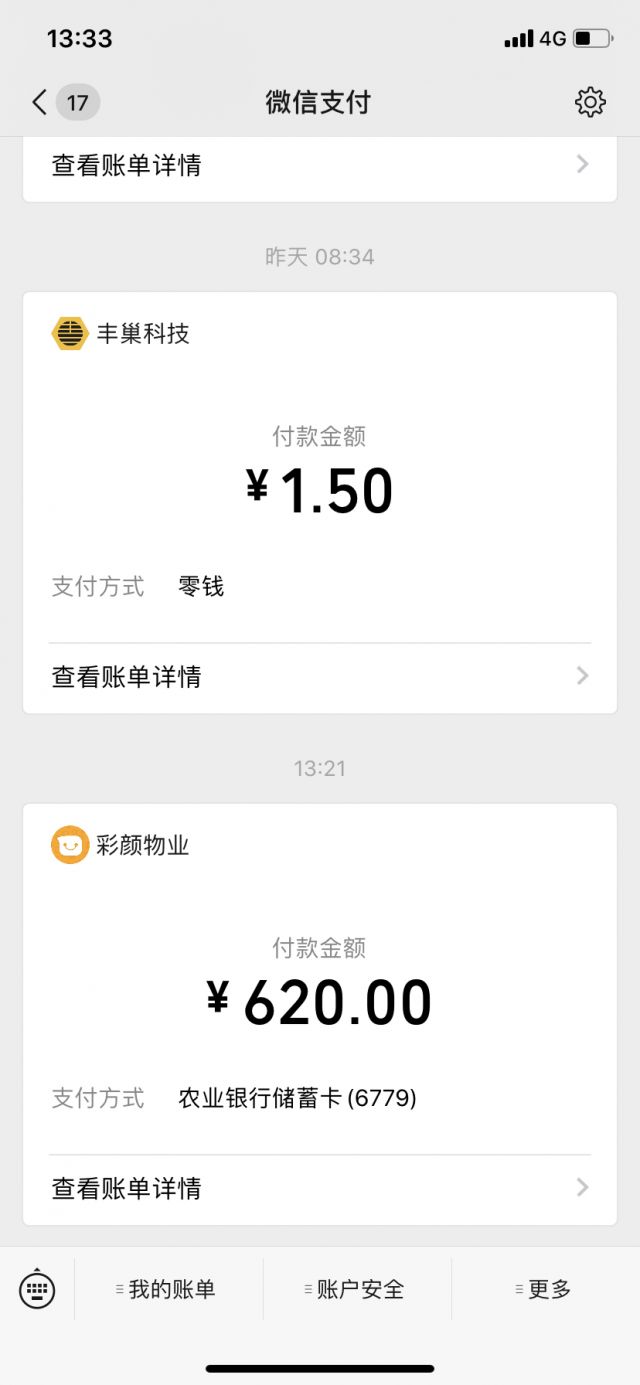 13:33
4G
17
微信支付
查看账单详情
昨天 08:34
丰巢科技
付款金额
¥1.50
支付方式 零钱
查看账单详情
13:21
彩颜物业
付款金额
¥620.00
支付方式 农业银行储蓄卡(6779)
查看账单详情
我的账单
账户安全
更多